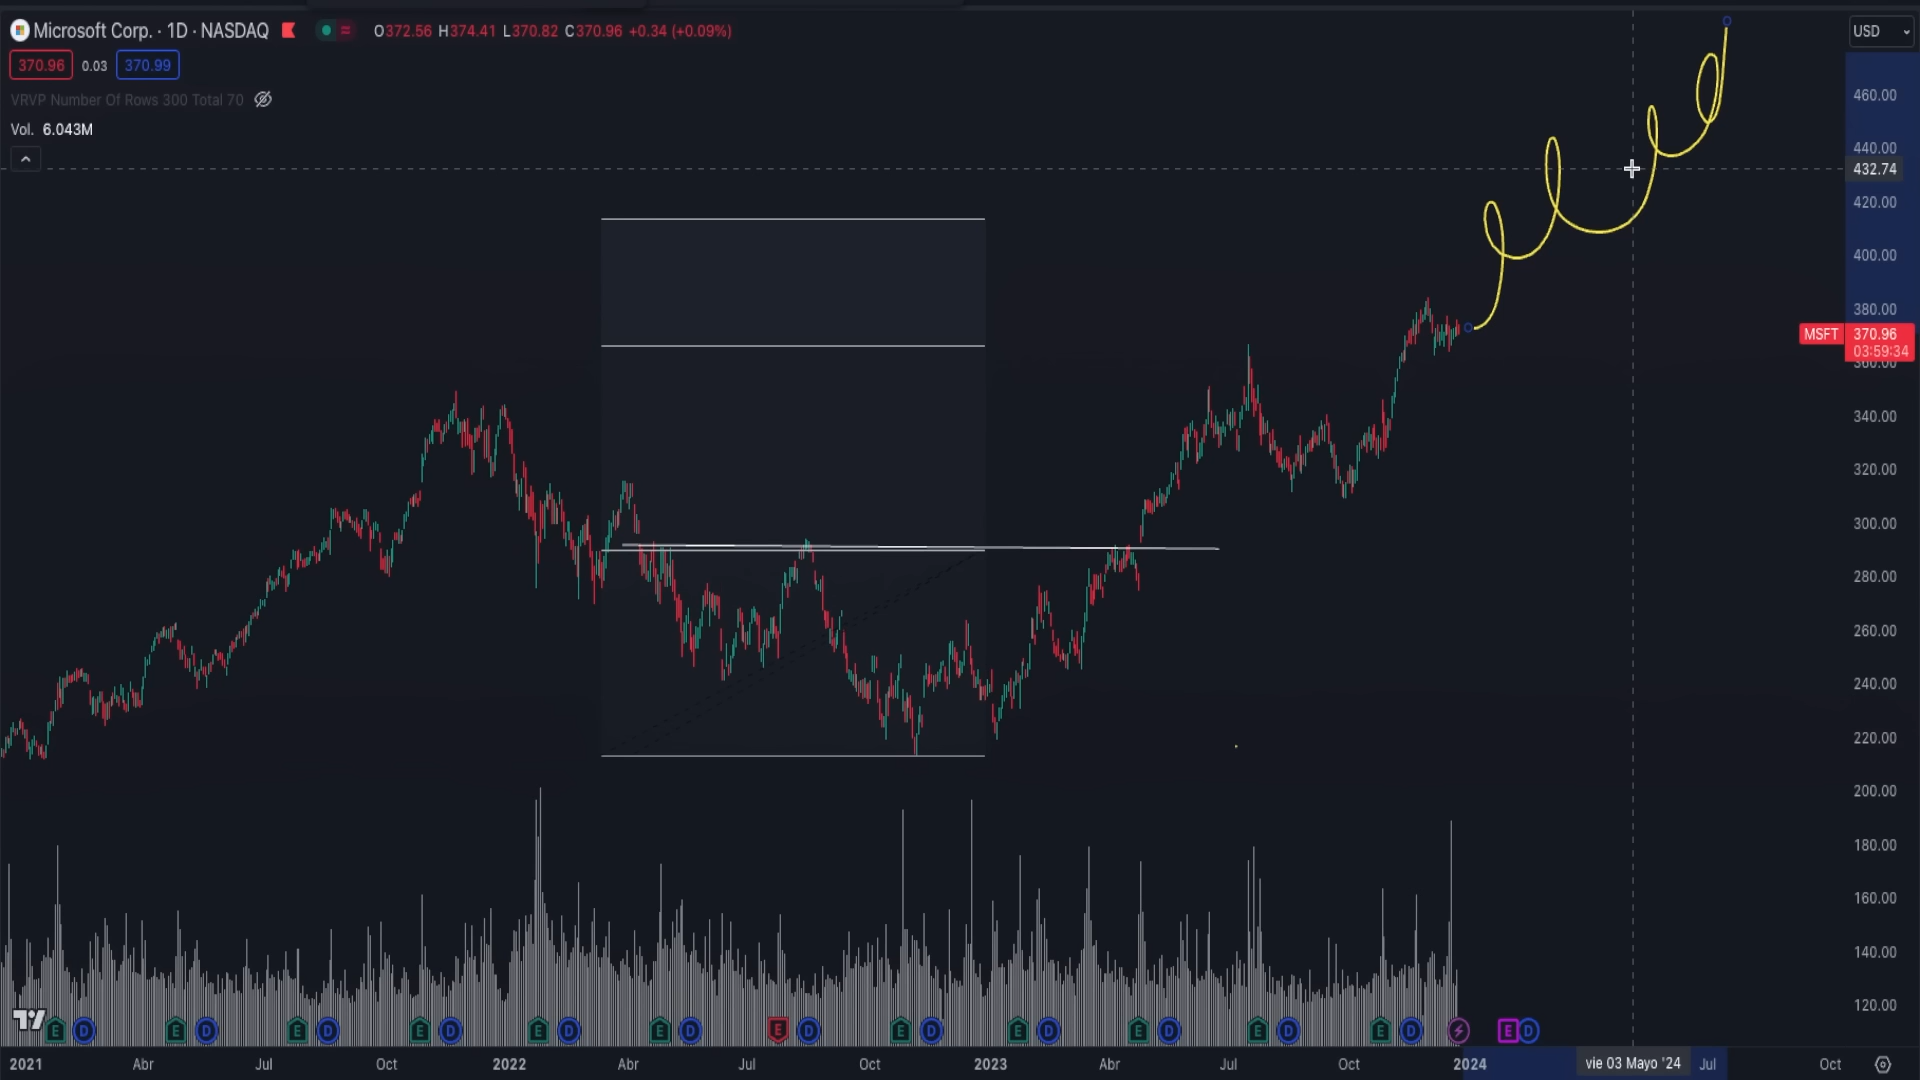 Microsoft Corp. · 1D · NASDAQ O372.56 H374.41 L370.82 C370.96 +0.34 (+0.09%)
USD
370.96 0.03 370.99
VRVP Number Of Rows 300 Total 70
Vol. 6.043M
460.00
440.00
432.74
420.00
400.00
380.00
MSFT 370.96
03:59:34
360.00
340.00
320.00
300.00
280.00
260.00
240.00
220.00
200.00
180.00
160.00
140.00
120.00
E D E D E D E D E D E D E D E D E D E D E D E D E D
2021 Abr Jul Oct 2022 Abr Jul Oct 2023 Abr Jul Oct 2024 vie 03 Mayo '24 Jul Oct